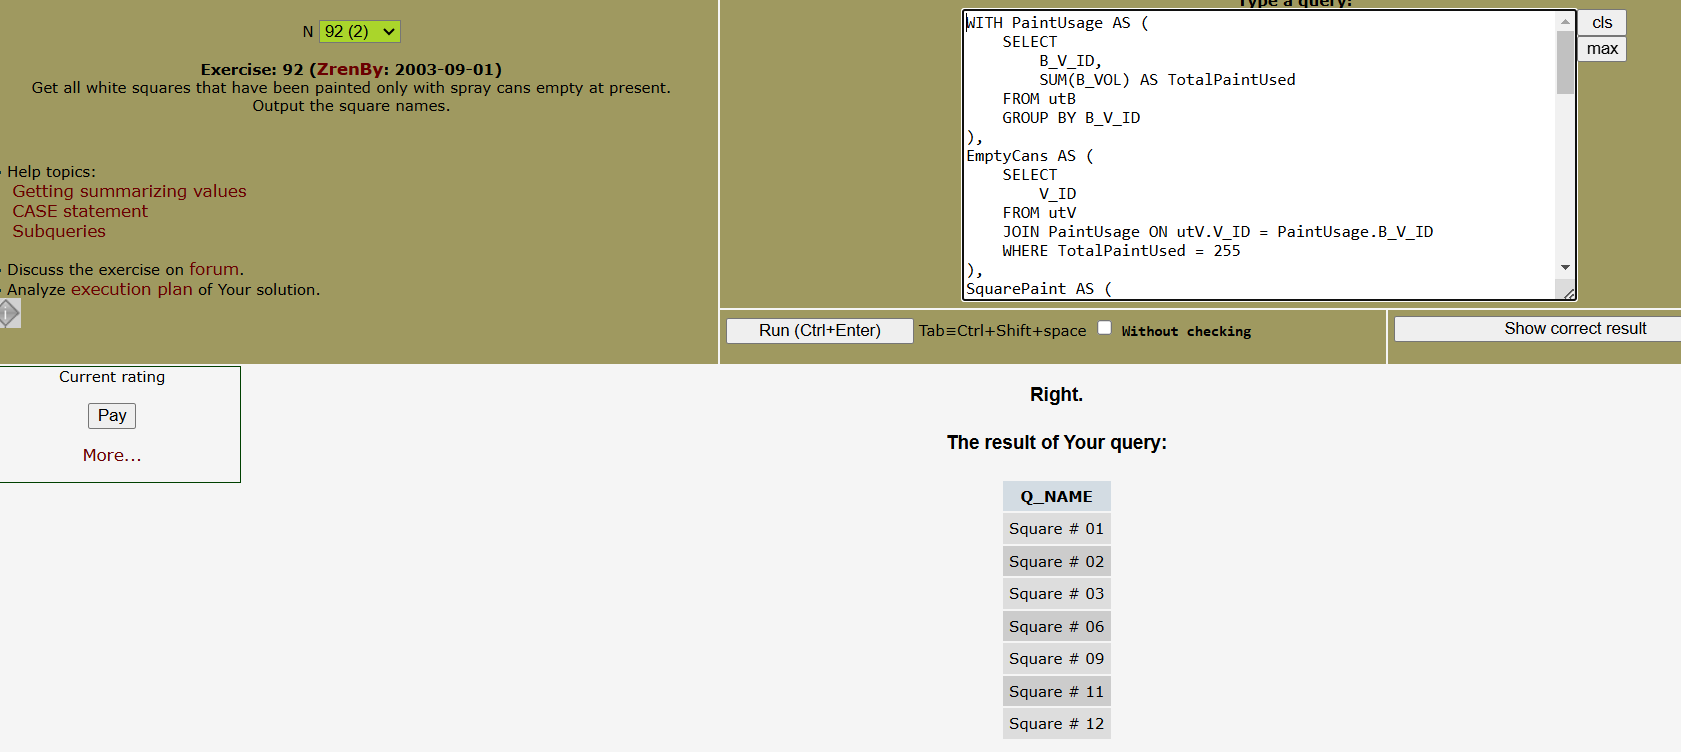 N 92 (2)
Exercise: 92 (ZrenBy: 2003-09-01)
Get all white squares that have been painted only with spray cans empty at present.
Output the square names.
Help topics:
Getting summarizing values
CASE statement
Subqueries
Discuss the exercise on forum.
Analyze execution plan of Your solution.
Type a query:
WITH PaintUsage AS (
    SELECT
        B_V_ID,
        SUM(B_VOL) AS TotalPaintUsed
    FROM utB
    GROUP BY B_V_ID
),
EmptyCans AS (
    SELECT
        V_ID
    FROM utV
    JOIN PaintUsage ON utV.V_ID = PaintUsage.B_V_ID
    WHERE TotalPaintUsed = 255
),
SquarePaint AS (
cls
max
Run (Ctrl+Enter) Tab≡Ctrl+Shift+space Without checking
Show correct result
Current rating
Pay
More...
Right.
The result of Your query:
Q_NAME
Square # 01
Square # 02
Square # 03
Square # 06
Square # 09
Square # 11
Square # 12